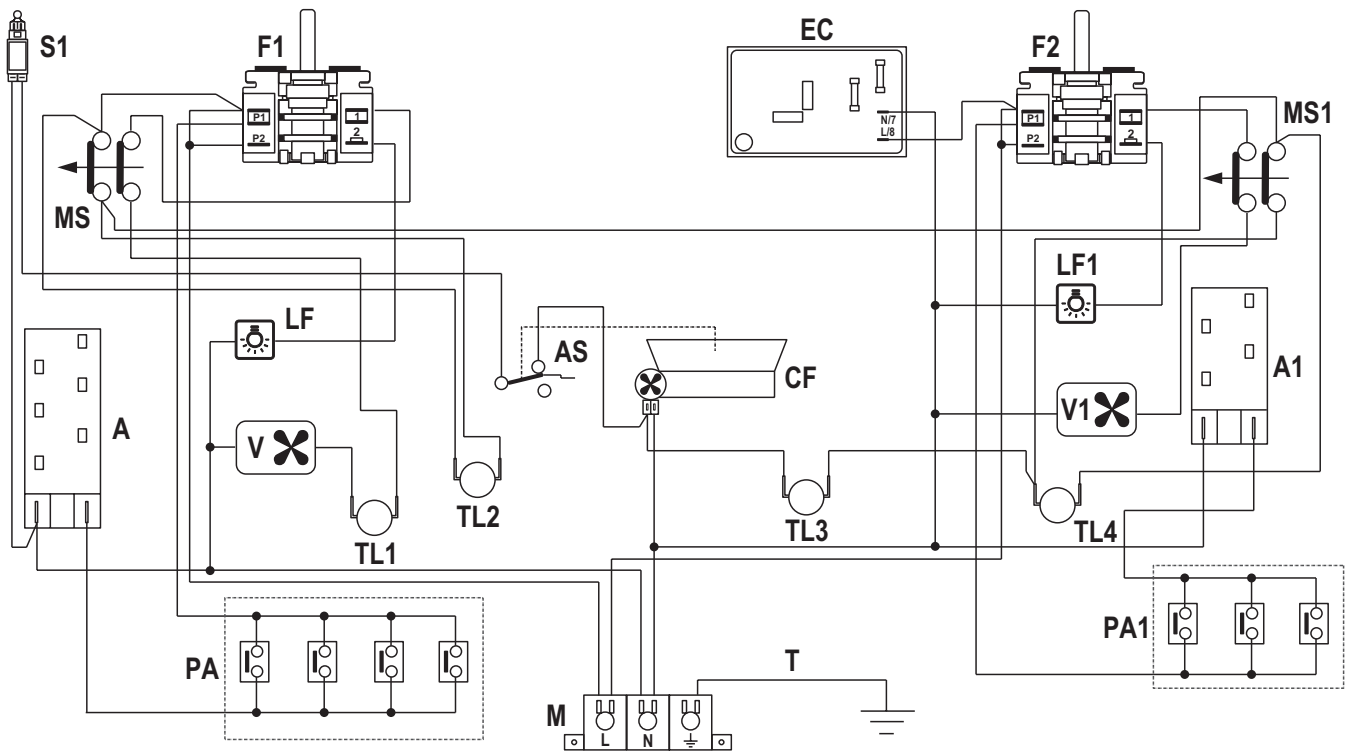 S1
F1
EC
F2
P1
P2
1
2
N/7
L/8
P1
P2
1
2
MS1
MS
LF
LF1
AS
CF
A1
A
V
V1
TL1
TL2
TL3
TL4
PA
PA1
T
M
L
N